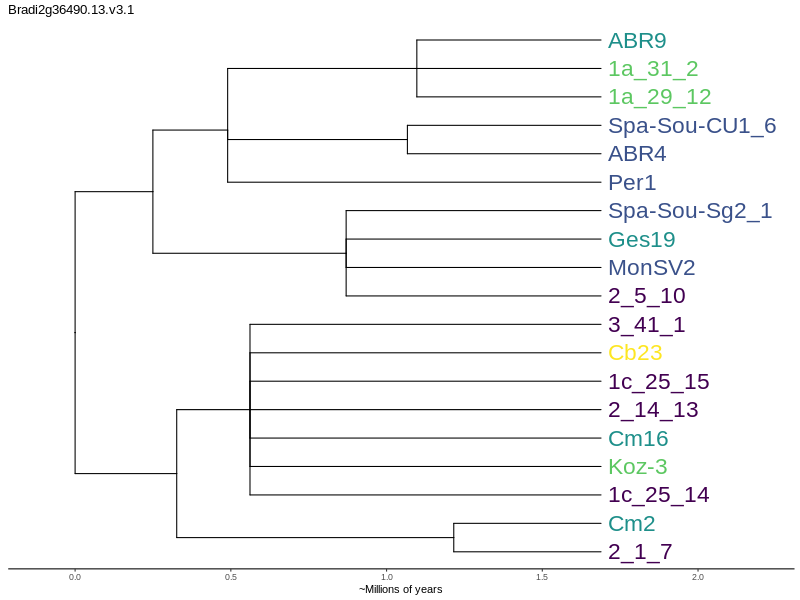 Bradi2g36490.13.v3.1
ABR9
1a_31_2
1a_29_12
Spa-Sou-CU1_6
ABR4
Per1
Spa-Sou-Sg2_1
Ges19
MonSV2
2_5_10
3_41_1
Cb23
1c_25_15
2_14_13
Cm16
Koz-3
1c_25_14
Cm2
2_1_7
0.0 0.5 1.0 1.5 2.0
~Millions of years